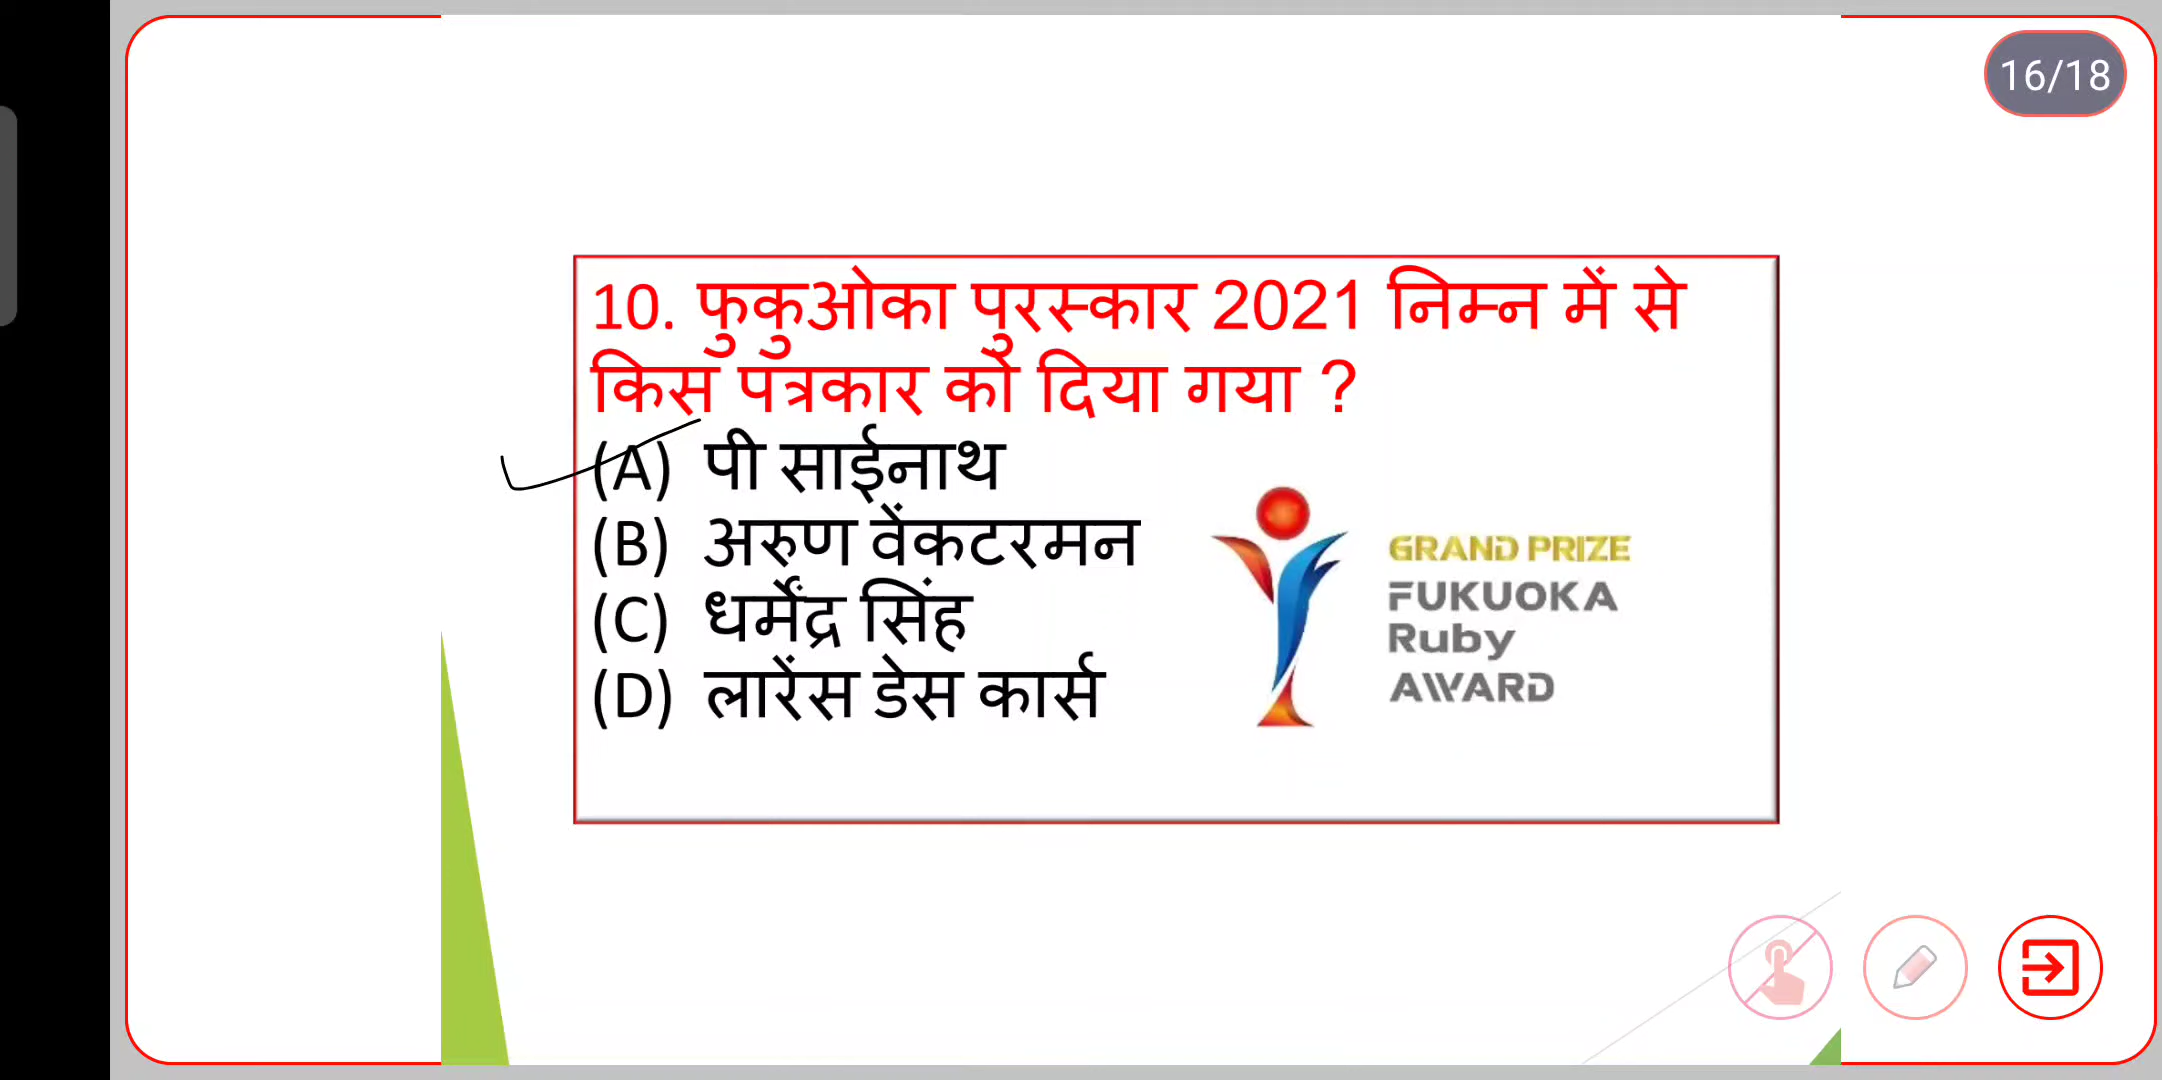 16/18
10. फुकुओका पुरस्कार 2021 निम्न में से
किस पत्रकार को दिया गया ?
(A) पी साईनाथ
(B) अरुण वेंकटरमन
(C) धर्मेंद्र सिंह
(D) लारेंस डेस कार्स
GRAND PRIZE
FUKUOKA
Ruby
AWARD